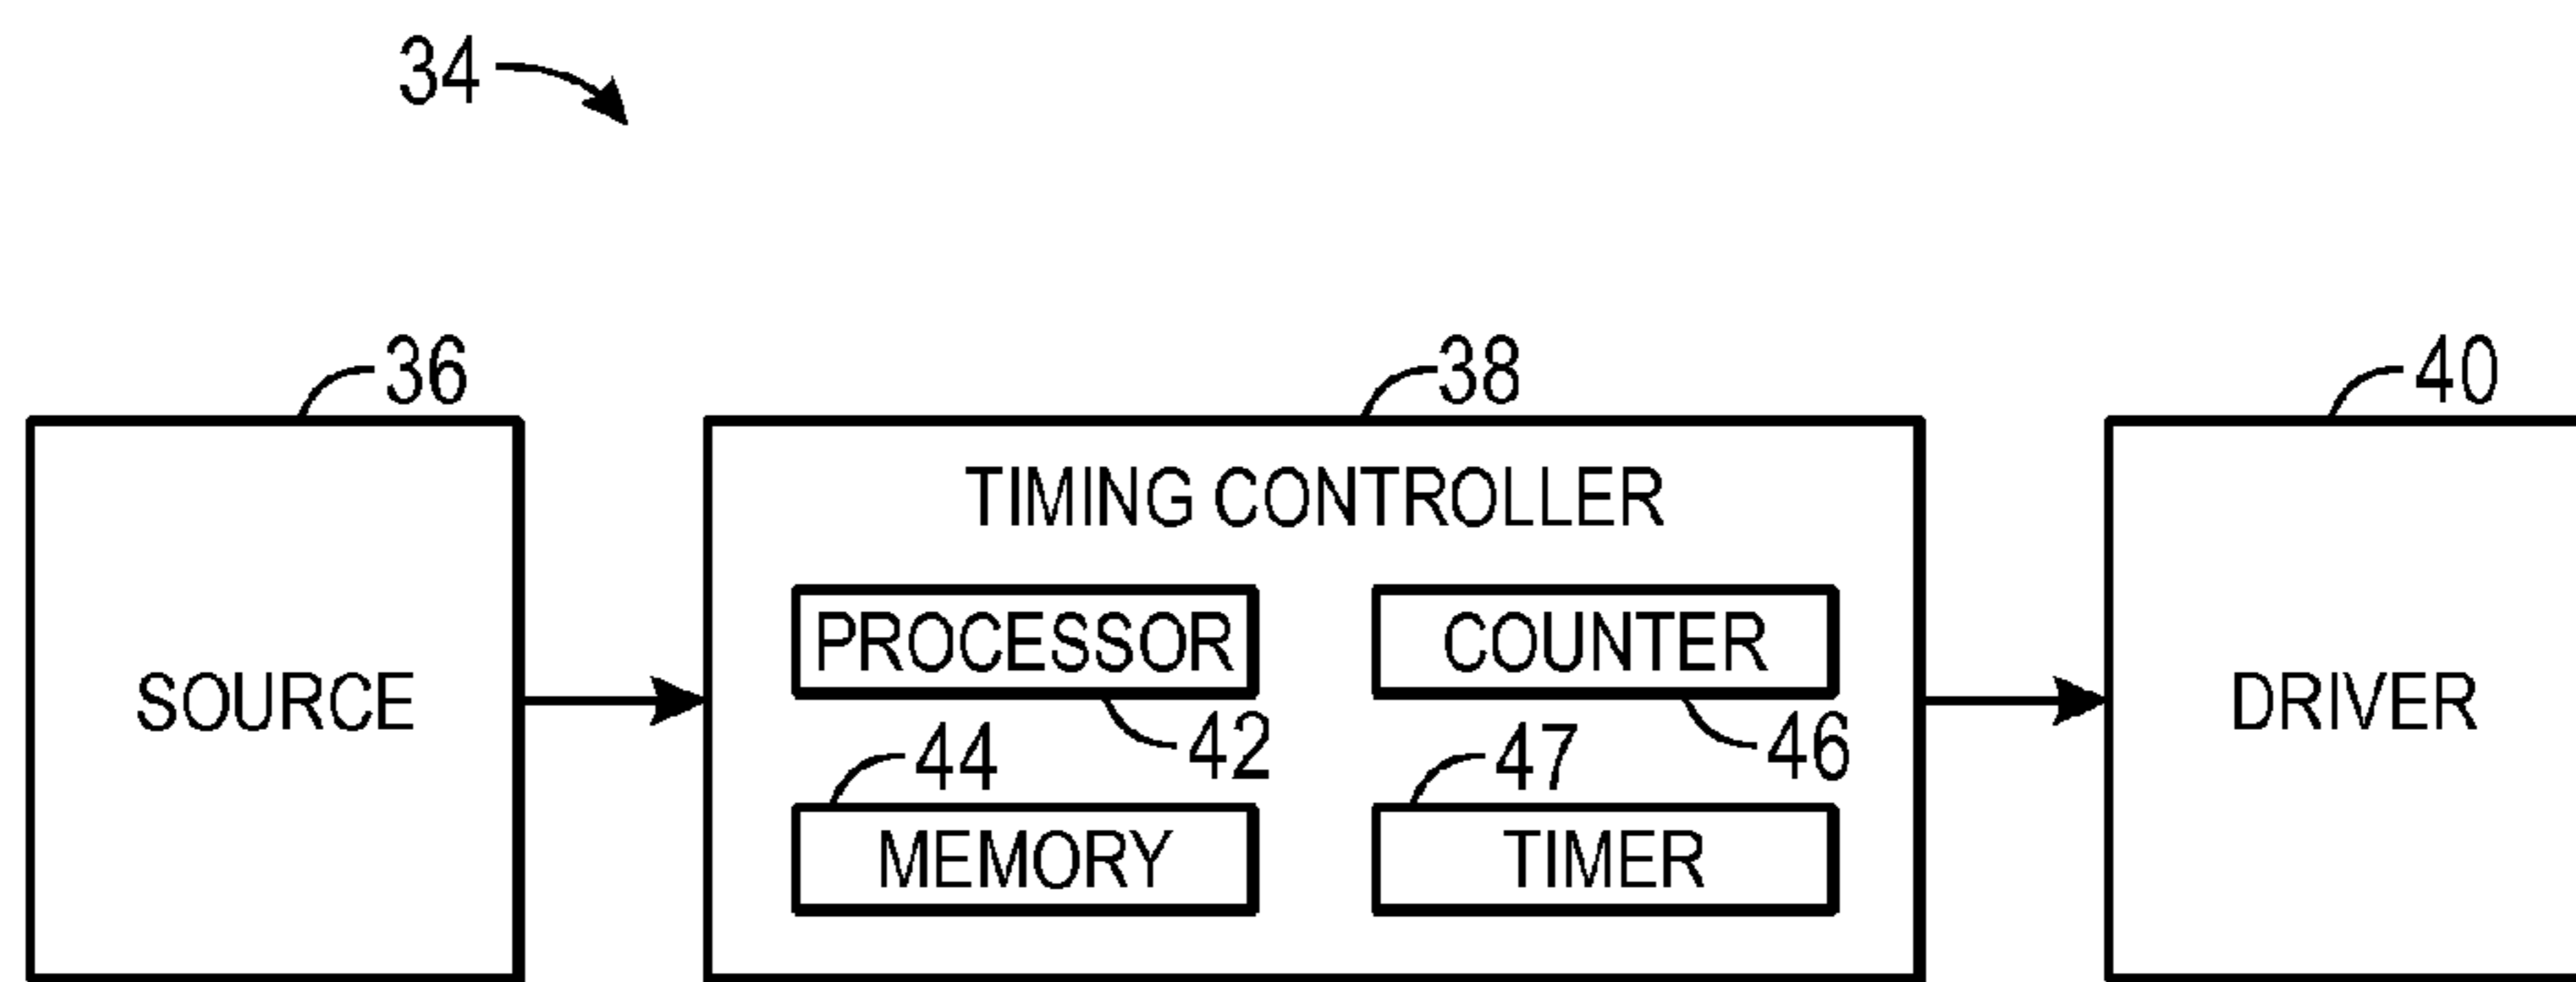 34
36
38
40
TIMING CONTROLLER
PROCESSOR
COUNTER
SOURCE
DRIVER
42
46
44
47
MEMORY
TIMER